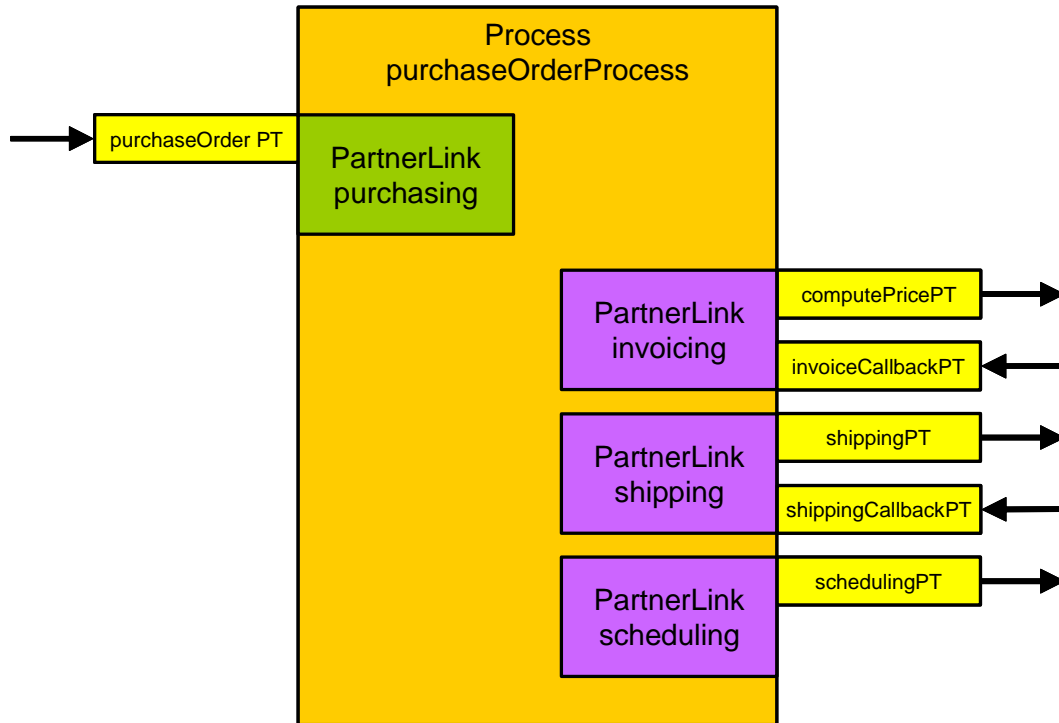 Process
purchaseOrderProcess
purchaseOrder PT
PartnerLink
purchasing
PartnerLink
invoicing
computePricePT
invoiceCallbackPT
PartnerLink
shipping
shippingPT
shippingCallbackPT
PartnerLink
scheduling
schedulingPT